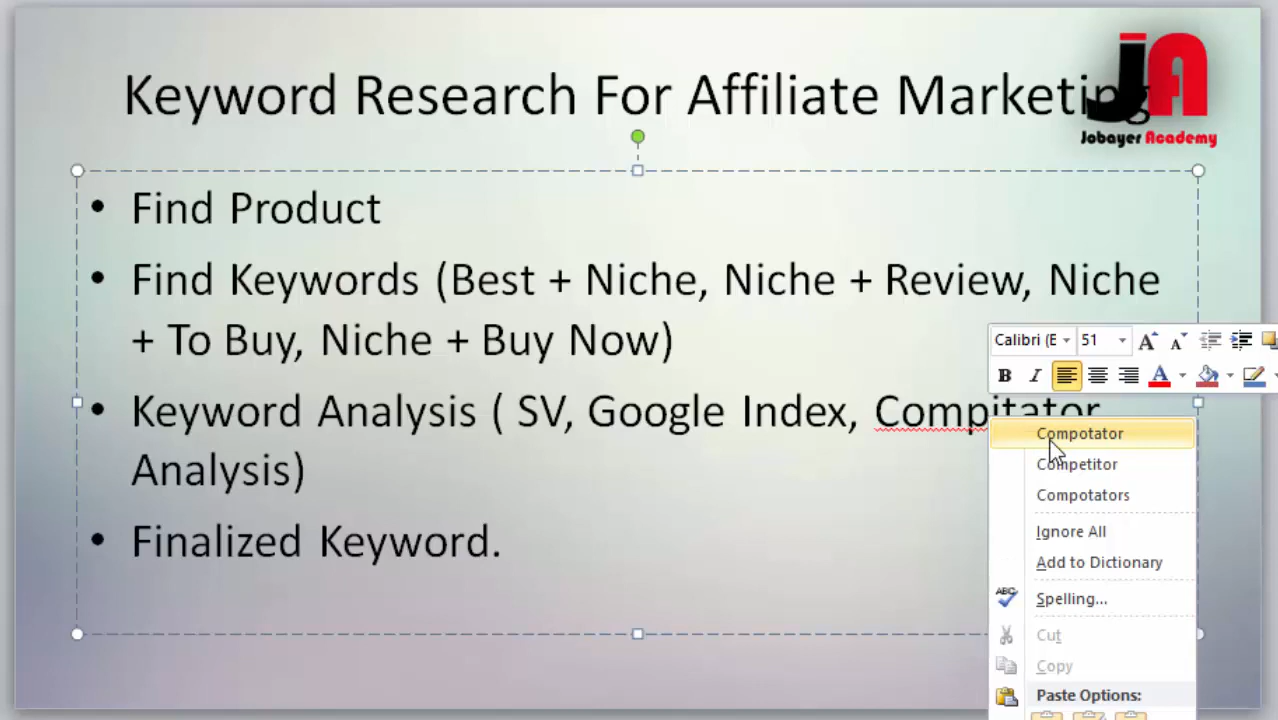 Keyword Research For Affiliate Marketing
JA
Jobayer Academy
• Find Product
• Find Keywords (Best + Niche, Niche + Review, Niche
+ To Buy, Niche + Buy Now)
Calibri (E 51
B I
• Keyword Analysis ( SV, Google Index, Compitator
Analysis)
• Finalized Keyword.
Compotator
Competitor
Compotators
Ignore All
Add to Dictionary
ABC Spelling...
Cut
Copy
Paste Options: